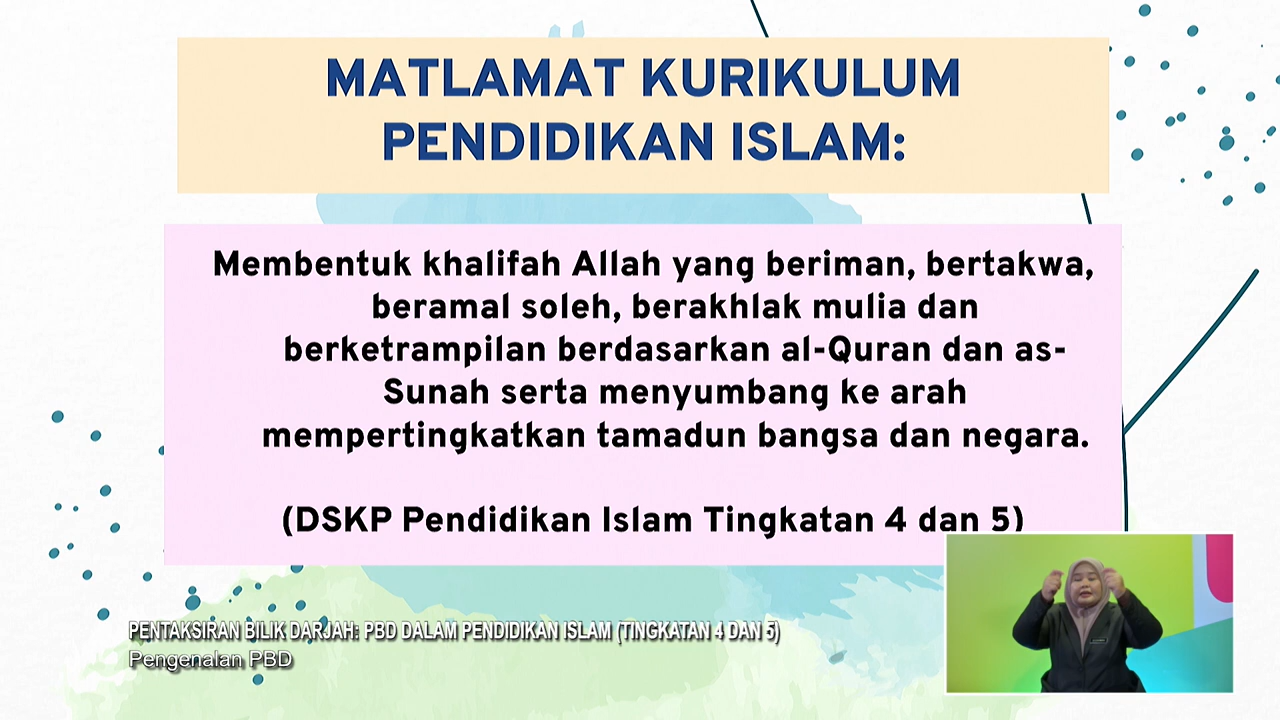 MATLAMAT KURIKULUM
PENDIDIKAN ISLAM:
Membentuk khalifah Allah yang beriman, bertakwa,
beramal soleh, berakhlak mulia dan
berketrampilan berdasarkan al-Quran dan as-
Sunah serta menyumbang ke arah
mempertingkatkan tamadun bangsa dan negara.
(DSKP Pendidikan Islam Tingkatan 4 dan 5)
PENTAKSIRAN BILIK DARJAH: PBD DALAM PENDIDIKAN ISLAM (TINGKATAN 4 DAN 5)
Pengenalan PBD